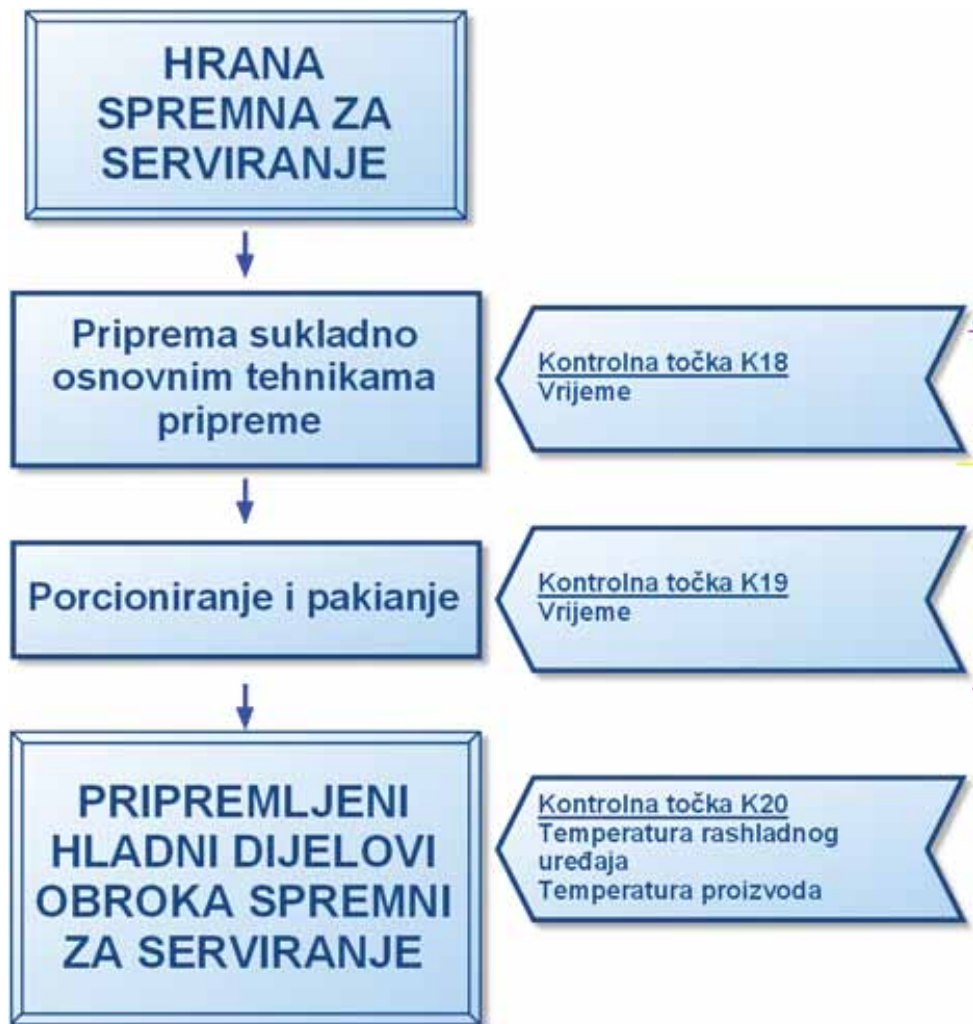 HRANA
SPREMNA ZA
SERVIRANJE
Priprema sukladno
osnovnim tehnikama
pripreme
Kontrolna točka K18
Vrijeme
Porcioniranje i pakianje
Kontrolna točka K19
Vrijeme
PRIPREMLJENI
HLADNI DIJELOVI
OBROKA SPREMNI
ZA SERVIRANJE
Kontrolna točka K20
Temperatura rashladnog
uređaja
Temperatura proizvoda